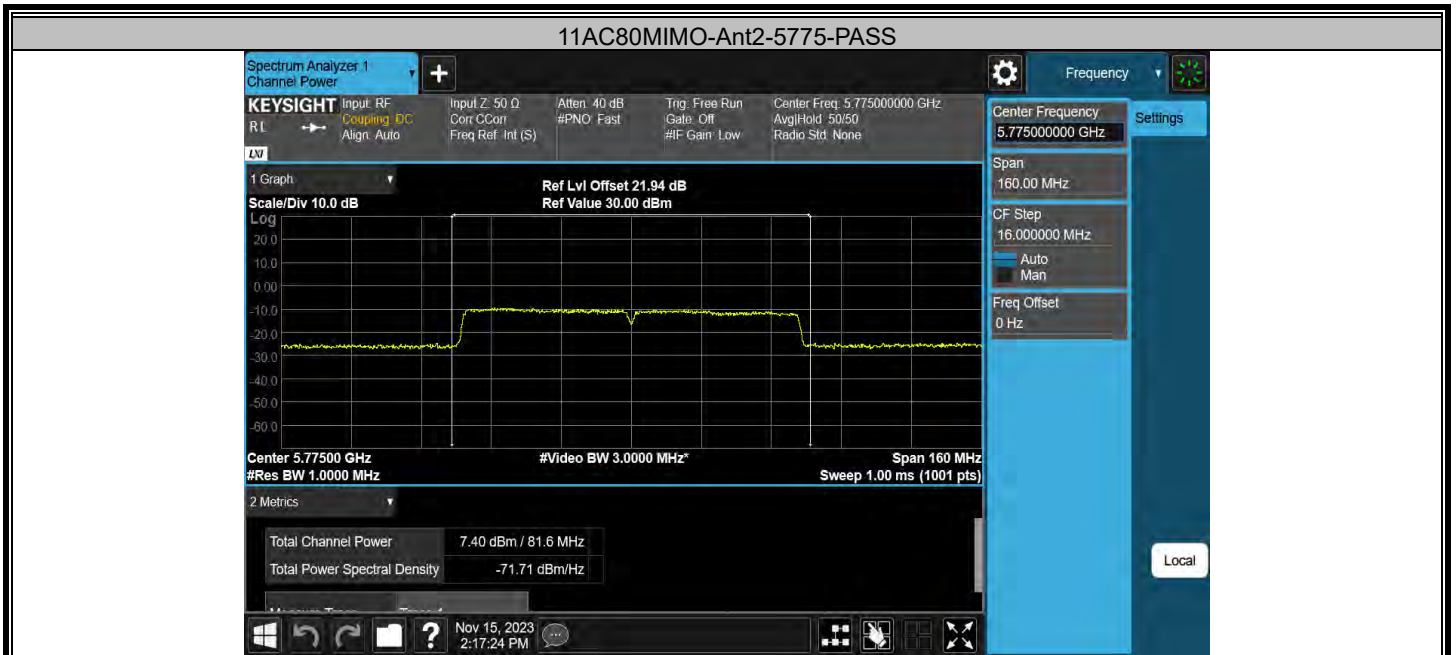 11AC80MIMO-Ant2-5775-PASS
Spectrum Analyzer 1
Channel Power
Frequency
KEYSIGHT
RL
LXI
Input: RF
Coupling: DC
Align: Auto
Input Z: 50 Ω
Corr CCorr
Freq Ref: Int (S)
Atten: 40 dB
#PNO: Fast
Trig: Free Run
Gate: Off
#IF Gain: Low
Center Freq: 5.775000000 GHz
Avg|Hold: 50/50
Radio Std: None
Center Frequency
5.775000000 GHz
Settings
Span
160.00 MHz
CF Step
16.000000 MHz
Auto
Man
Freq Offset
0 Hz
1 Graph
Ref Lvl Offset 21.94 dB
Scale/Div 10.0 dB
Ref Value 30.00 dBm
Log
20.0
10.0
0.00
-10.0
-20.0
-30.0
-40.0
-50.0
-60.0
Center 5.77500 GHz
#Video BW 3.0000 MHz*
Span 160 MHz
#Res BW 1.0000 MHz
Sweep 1.00 ms (1001 pts)
2 Metrics
Total Channel Power 7.40 dBm / 81.6 MHz
Total Power Spectral Density -71.71 dBm/Hz
Local
Nov 15, 2023
2:17:24 PM